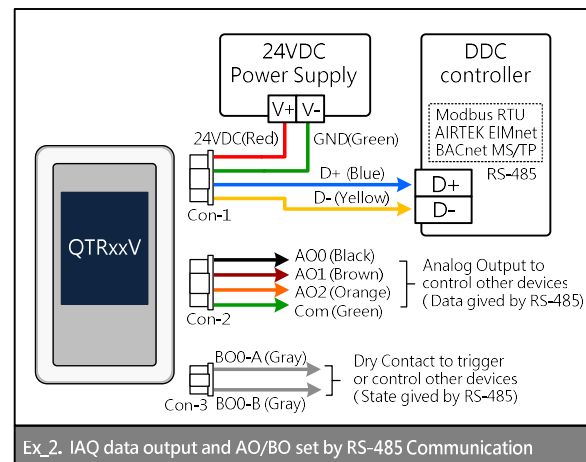 24VDC
Power Supply
V+ V-
DDC
controller
Modbus RTU
AIRTEK EIMnet
BACnet MS/TP
RS-485
24VDC(Red)
GND(Green)
D+ (Blue)
D- (Yellow)
D+
D-
Con-1
QTRxxV
AO0 (Black)
AO1 (Brown)
AO2 (Orange)
Com (Green)
Con-2
Analog Output to
control other devices
( Data gived by RS-485)
BO0-A (Gray)
BO0-B (Gray)
Con-3
Dry Contact to trigger
or control other devices
(State gived by RS-485)
Ex_2. IAQ data output and AO/BO set by RS-485 Communication